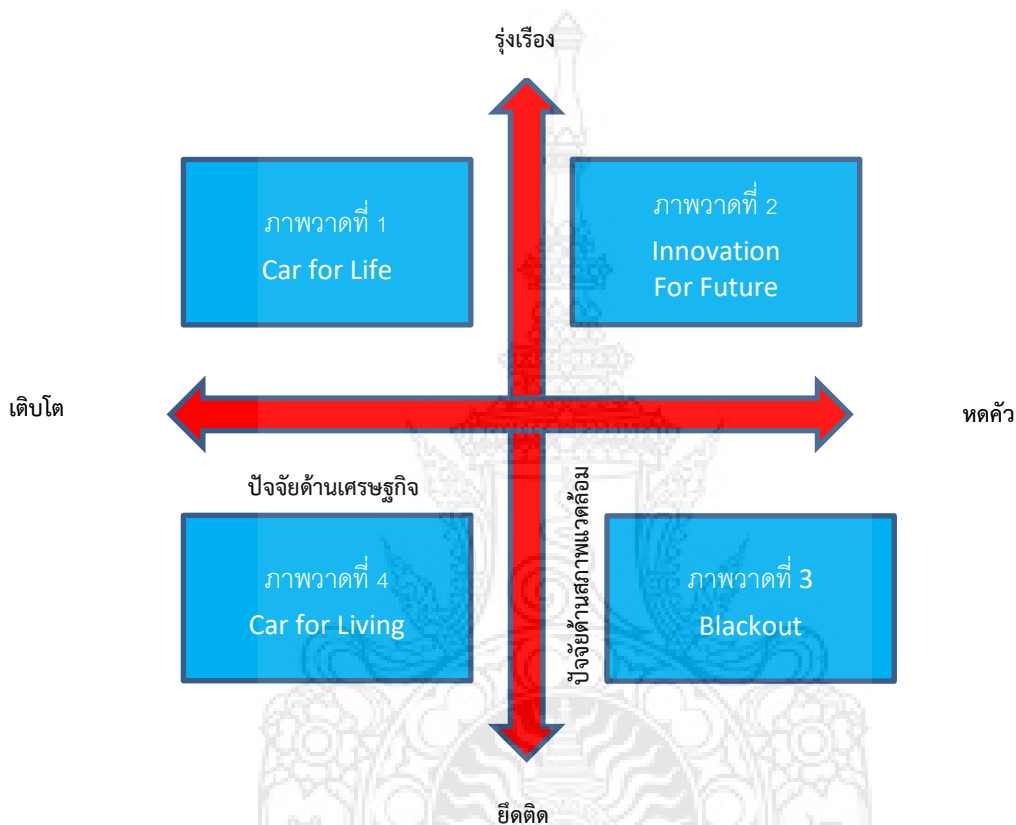 รุ่งเรือง
ภาพวาดที่ 1
Car for Life
ภาพวาดที่ 2
Innovation
For Future
เติบโต
หดคัว
ปัจจัยด้านเศรษฐกิจ
ปัจจัยด้านสภาพแวดล้อม
ภาพวาดที่ 4
Car for Living
ภาพวาดที่ 3
Blackout
ยึดติด